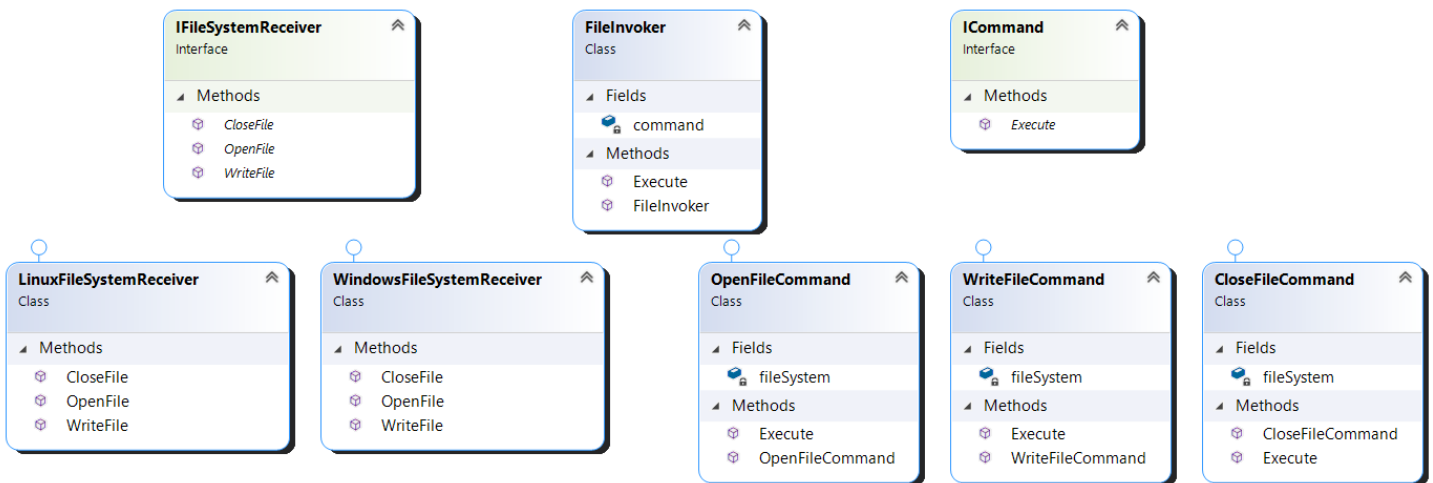 IFileSystemReceiver
Interface
Methods
CloseFile
OpenFile
WriteFile
FileInvoker
Class
Fields
command
Methods
Execute
FileInvoker
ICommand
Interface
Methods
Execute
LinuxFileSystemReceiver
Class
Methods
CloseFile
OpenFile
WriteFile
WindowsFileSystemReceiver
Class
Methods
CloseFile
OpenFile
WriteFile
OpenFileCommand
Class
Fields
fileSystem
Methods
Execute
OpenFileCommand
WriteFileCommand
Class
Fields
fileSystem
Methods
Execute
WriteFileCommand
CloseFileCommand
Class
Fields
fileSystem
Methods
CloseFileCommand
Execute